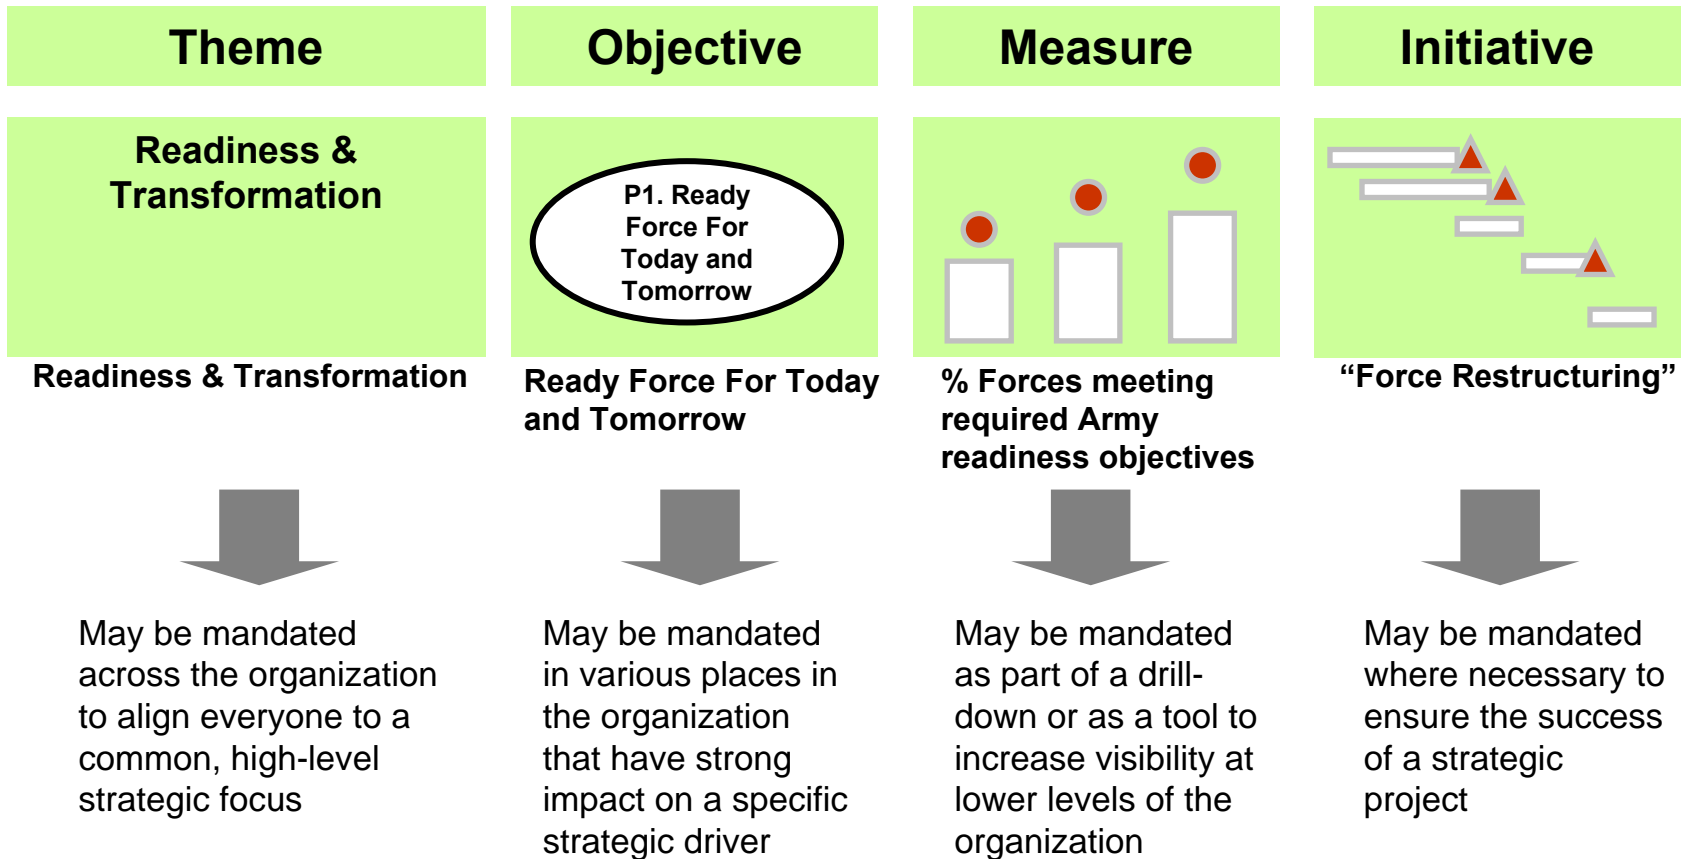 Theme
Objective
Measure
Initiative
Readiness &
Transformation
P1. Ready
Force For
Today and
Tomorrow
Readiness & Transformation
Ready Force For Today
and Tomorrow
% Forces meeting
required Army
readiness objectives
“Force Restructuring”
May be mandated
across the organization
to align everyone to a
common, high-level
strategic focus
May be mandated
in various places in
the organization
that have strong
impact on a specific
strategic driver
May be mandated
as part of a drill-
down or as a tool to
increase visibility at
lower levels of the
organization
May be mandated
where necessary to
ensure the success
of a strategic
project